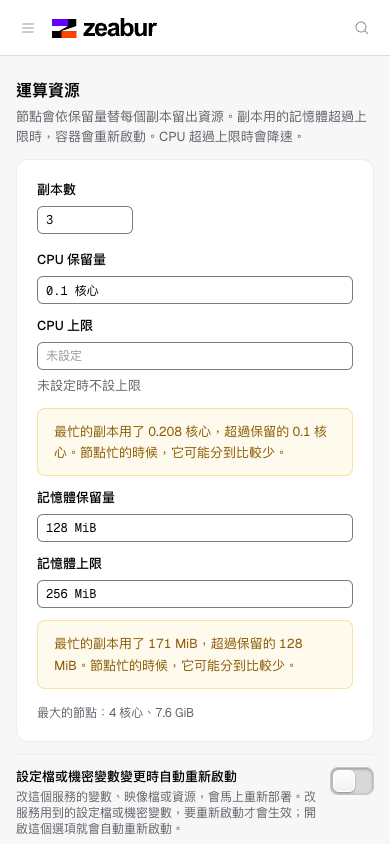 zeabur
運算資源
節點會依保留量替每個副本留出資源。副本用的記憶體超過上
限時，容器會重新啟動。CPU 超過上限時會降速。
副本數
3
CPU 保留量
0.1 核心
CPU 上限
未設定
未設定時不設上限
最忙的副本用了 0.208 核心，超過保留的 0.1 核
心。節點忙的時候，它可能分到比較少。
記憶體保留量
128 MiB
記憶體上限
256 MiB
最忙的副本用了 171 MiB，超過保留的 128
MiB。節點忙的時候，它可能分到比較少。
最大的節點：4 核心、7.6 GiB
設定檔或機密變數變更時自動重新啟動
改這個服務的變數、映像檔或資源，會馬上重新部署。改
服務用到的設定檔或機密變數，要重新啟動才會生效；開
啟這個選項就會自動重新啟動。